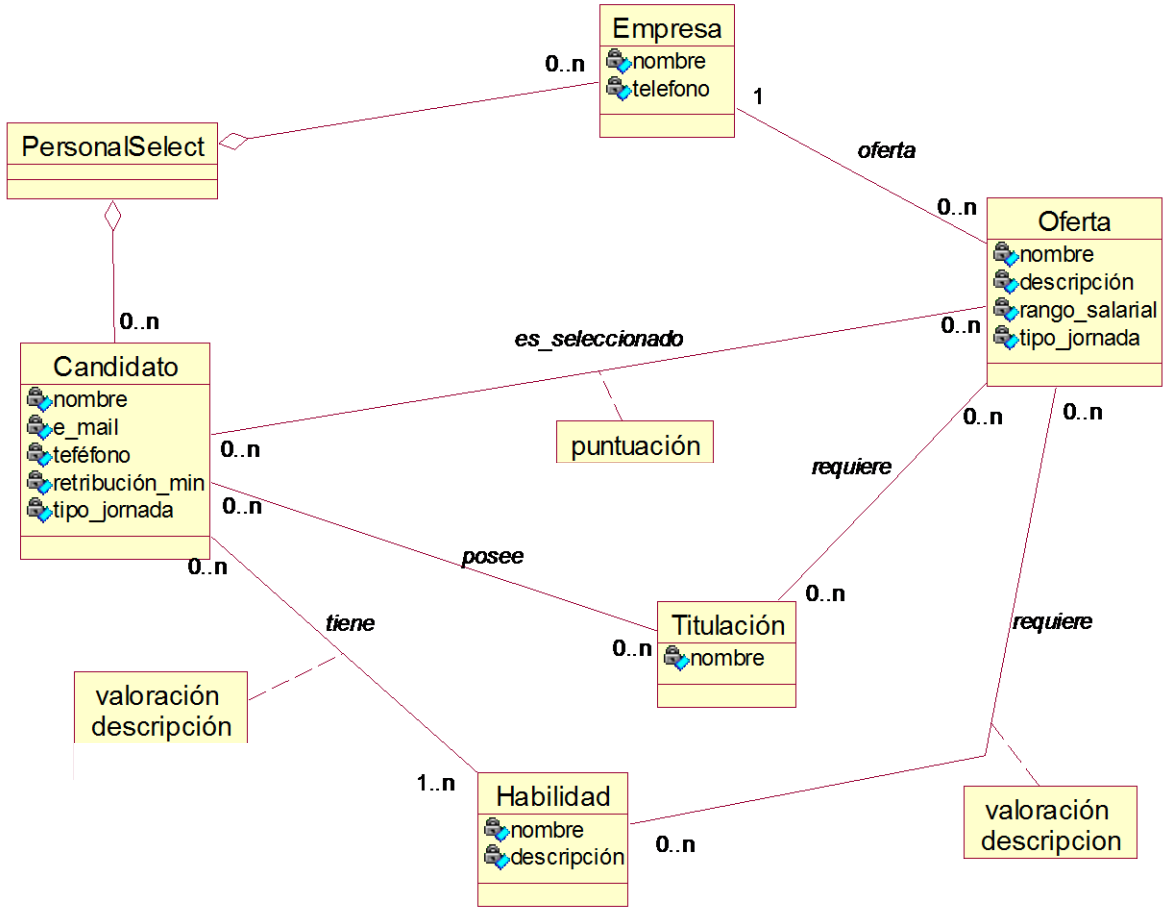 Empresa
nombre
telefono
0..n
1
PersonalSelect
oferta
0..n
Oferta
nombre
descripción
rango_salarial
tipo_jornada
0..n
0..n
es_seleccionado
Candidato
nombre
e_mail
teféfono
retribución_min
tipo_jornada
0..n
puntuación
0..n
0..n
requiere
0..n
posee
0..n
0..n
tiene
Titulación
nombre
0..n
requiere
valoración
descripción
1..n
Habilidad
nombre
descripción
0..n
valoración
descripcion